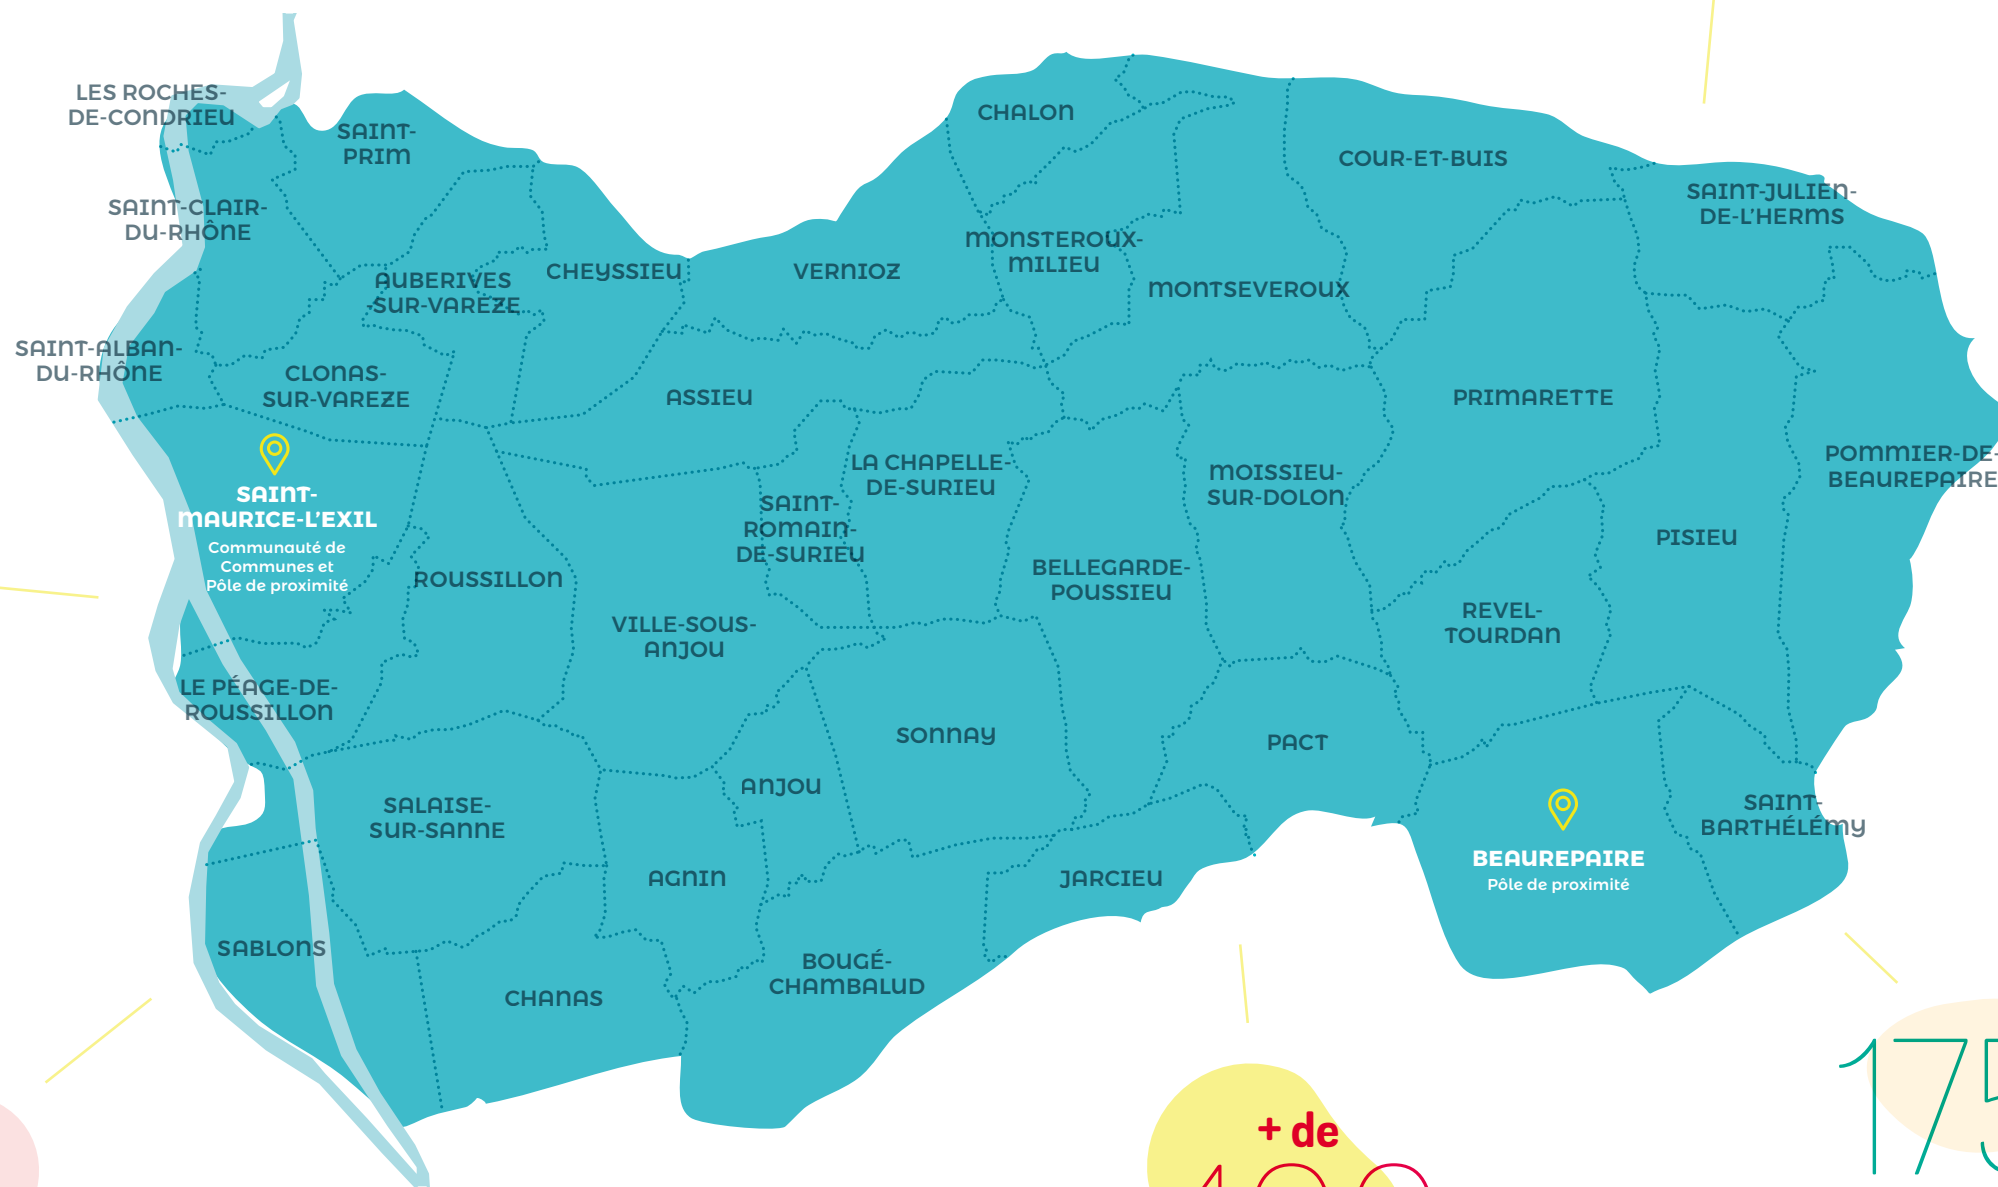 LES ROCHES-
DE-CONDRIEU
SAINT-
PRIM
CHALON
COUR-ET-BUIS
SAINT-JULIEN-
DE-L'HERMS
SAINT-CLAIR-
DU-RHÔNE
AUBERIVES
-SUR-VARÈZE
CHEYSSIEU
VERNIOZ
MONSTEROUX-
MILIEU
MONTSEVEROUX
SAINT-ALBAN-
DU-RHÔNE
CLONAS-
SUR-VAREZE
ASSIEU
PRIMARETTE
POMMIER-DE-
BEAUREPAIRE
SAINT-
MAURICE-L'EXIL
Communauté de
Communes et
Pôle de proximité
LA CHAPELLE-
DE-SURIEU
SAINT-
ROMAIN-
DE-SURIEU
MOISSIEU-
SUR-DOLON
PISIEU
ROUSSILLON
BELLEGARDE-
POUSSIEU
VILLE-SOUS-
ANJOU
REVEL-
TOURDAN
LE PÉAGE-DE-
ROUSSILLON
SONNAY
PACT
ANJOU
SALAISE-
SUR-SANNE
SAINT-
BARTHÉLÉMY
BEAUREPAIRE
Pôle de proximité
AGNIN
JARCIEU
SABLONS
BOUGÉ-
CHAMBALUD
CHANAS
175
+ de